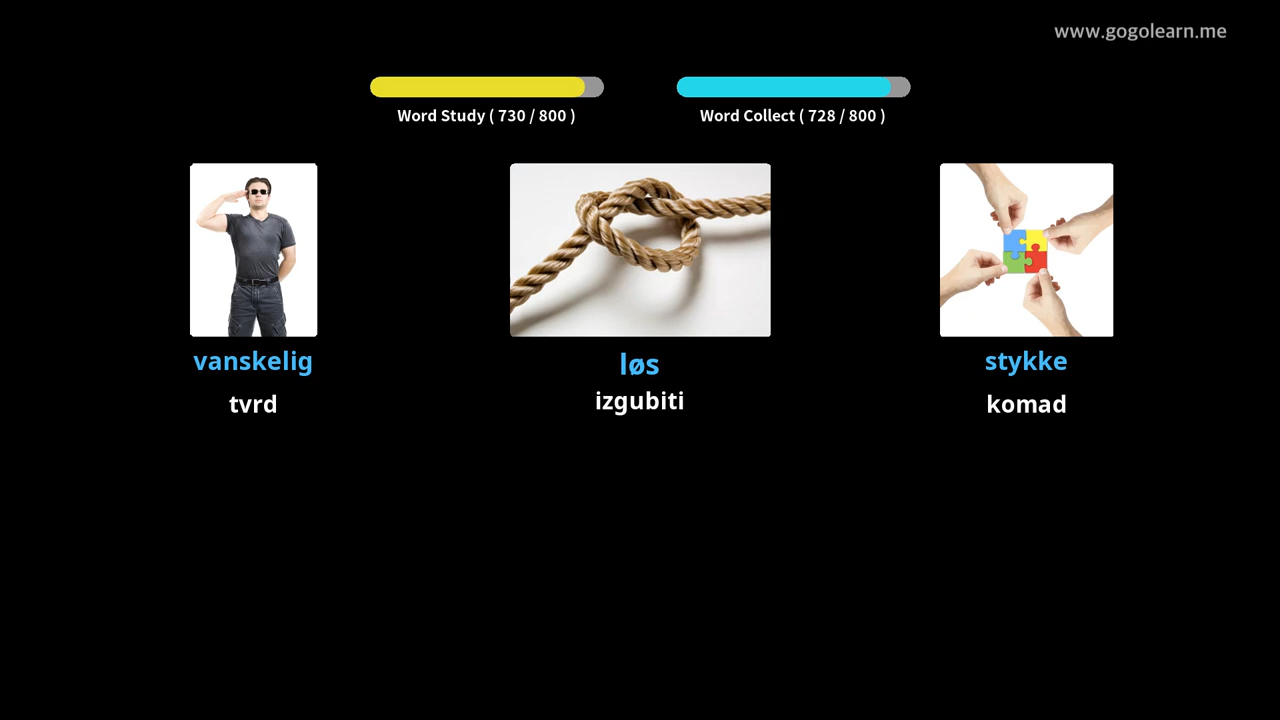 www.gogolearn.me
Word Study ( 730 / 800 )
Word Collect ( 728 / 800 )
vanskelig
tvrd
løs
izgubiti
stykke
komad